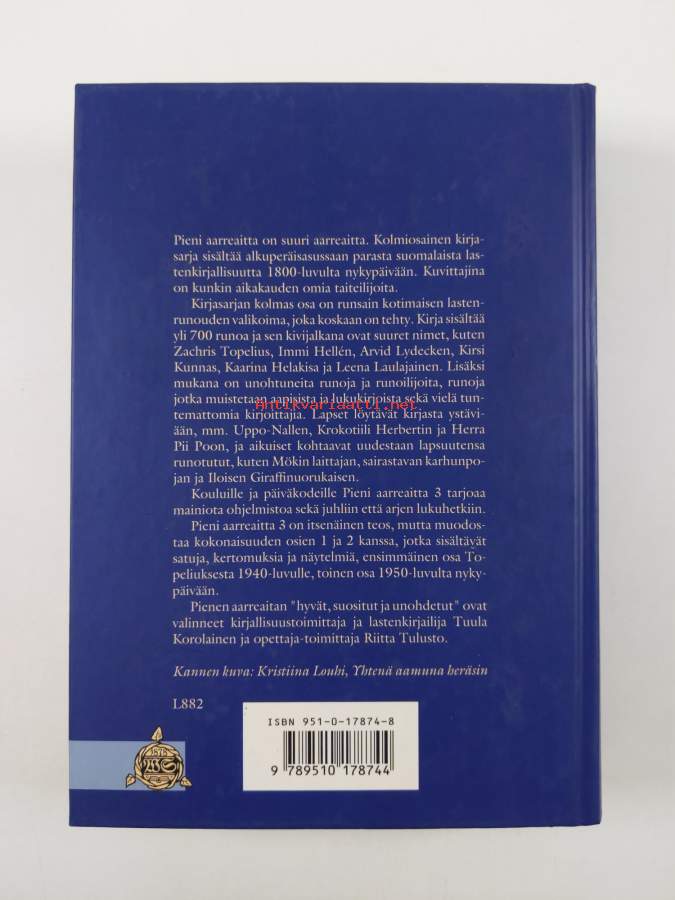 Pieni aarreaitta on suuri aarreaitta. Kolmiosainen kirja-
sarja sisältää alkuperäisasussaan parasta suomalaista las-
tenkirjallisuutta 1800-luvulta nykypäivään. Kuvittajina
on kunkin aikakauden omia taiteilijoita.
Kirjasarjan kolmas osa on runsain kotimaisen lasten-
runouden valikoima, joka koskaan on tehty. Kirja sisältää
yli 700 runoa ja sen kivijalkana ovat suuret nimet, kuten
Zachris Topelius, Immi Hellén, Arvid Lydecken, Kirsi
Kunnas, Kaarina Helakisa ja Leena Laulajainen. Lisäksi
mukana on unohtuneita runoja ja runoilijoita, runoja
jotka muistetaan aapisista ja lukukirjoista sekä vielä tun-
antikvariaatti.net
temattomia kirjoittajia. Lapset löytävät kirjasta ystävi-
ään, mm. Uppo-Nallen, Krokotiili Herbertin ja Herra
Pii Poon, ja aikuiset kohtaavat uudestaan lapsuutensa
runotutut, kuten Mökin laittajan, sairastavan karhunpo-
jan ja Iloisen Giraffinuorukaisen.
Kouluille ja päiväkodeille Pieni aarreaitta 3 tarjoaa
mainiota ohjelmistoa sekä juhliin että arjen lukuhetkiin.
Pieni aarreaitta 3 on itsenäinen teos, mutta muodos-
taa kokonaisuuden osien 1 ja 2 kanssa, jotka sisältävät
satuja, kertomuksia ja näytelmiä, ensimmäinen osa To-
peliuksesta 1940-luvulle, toinen osa 1950-luvulta nyky-
päivään.
Pienen aarreaitan "hyvät, suositut ja unohdetut" ovat
valinneet kirjallisuustoimittaja ja lastenkirjailija Tuula
Korolainen ja opettaja-toimittaja Riitta Tulusto.
Kannen kuva: Kristiina Louhi, Yhtenä aamuna heräsin
L882
ISBN 951-0-17874-8
9 789510 178744
1878
WS